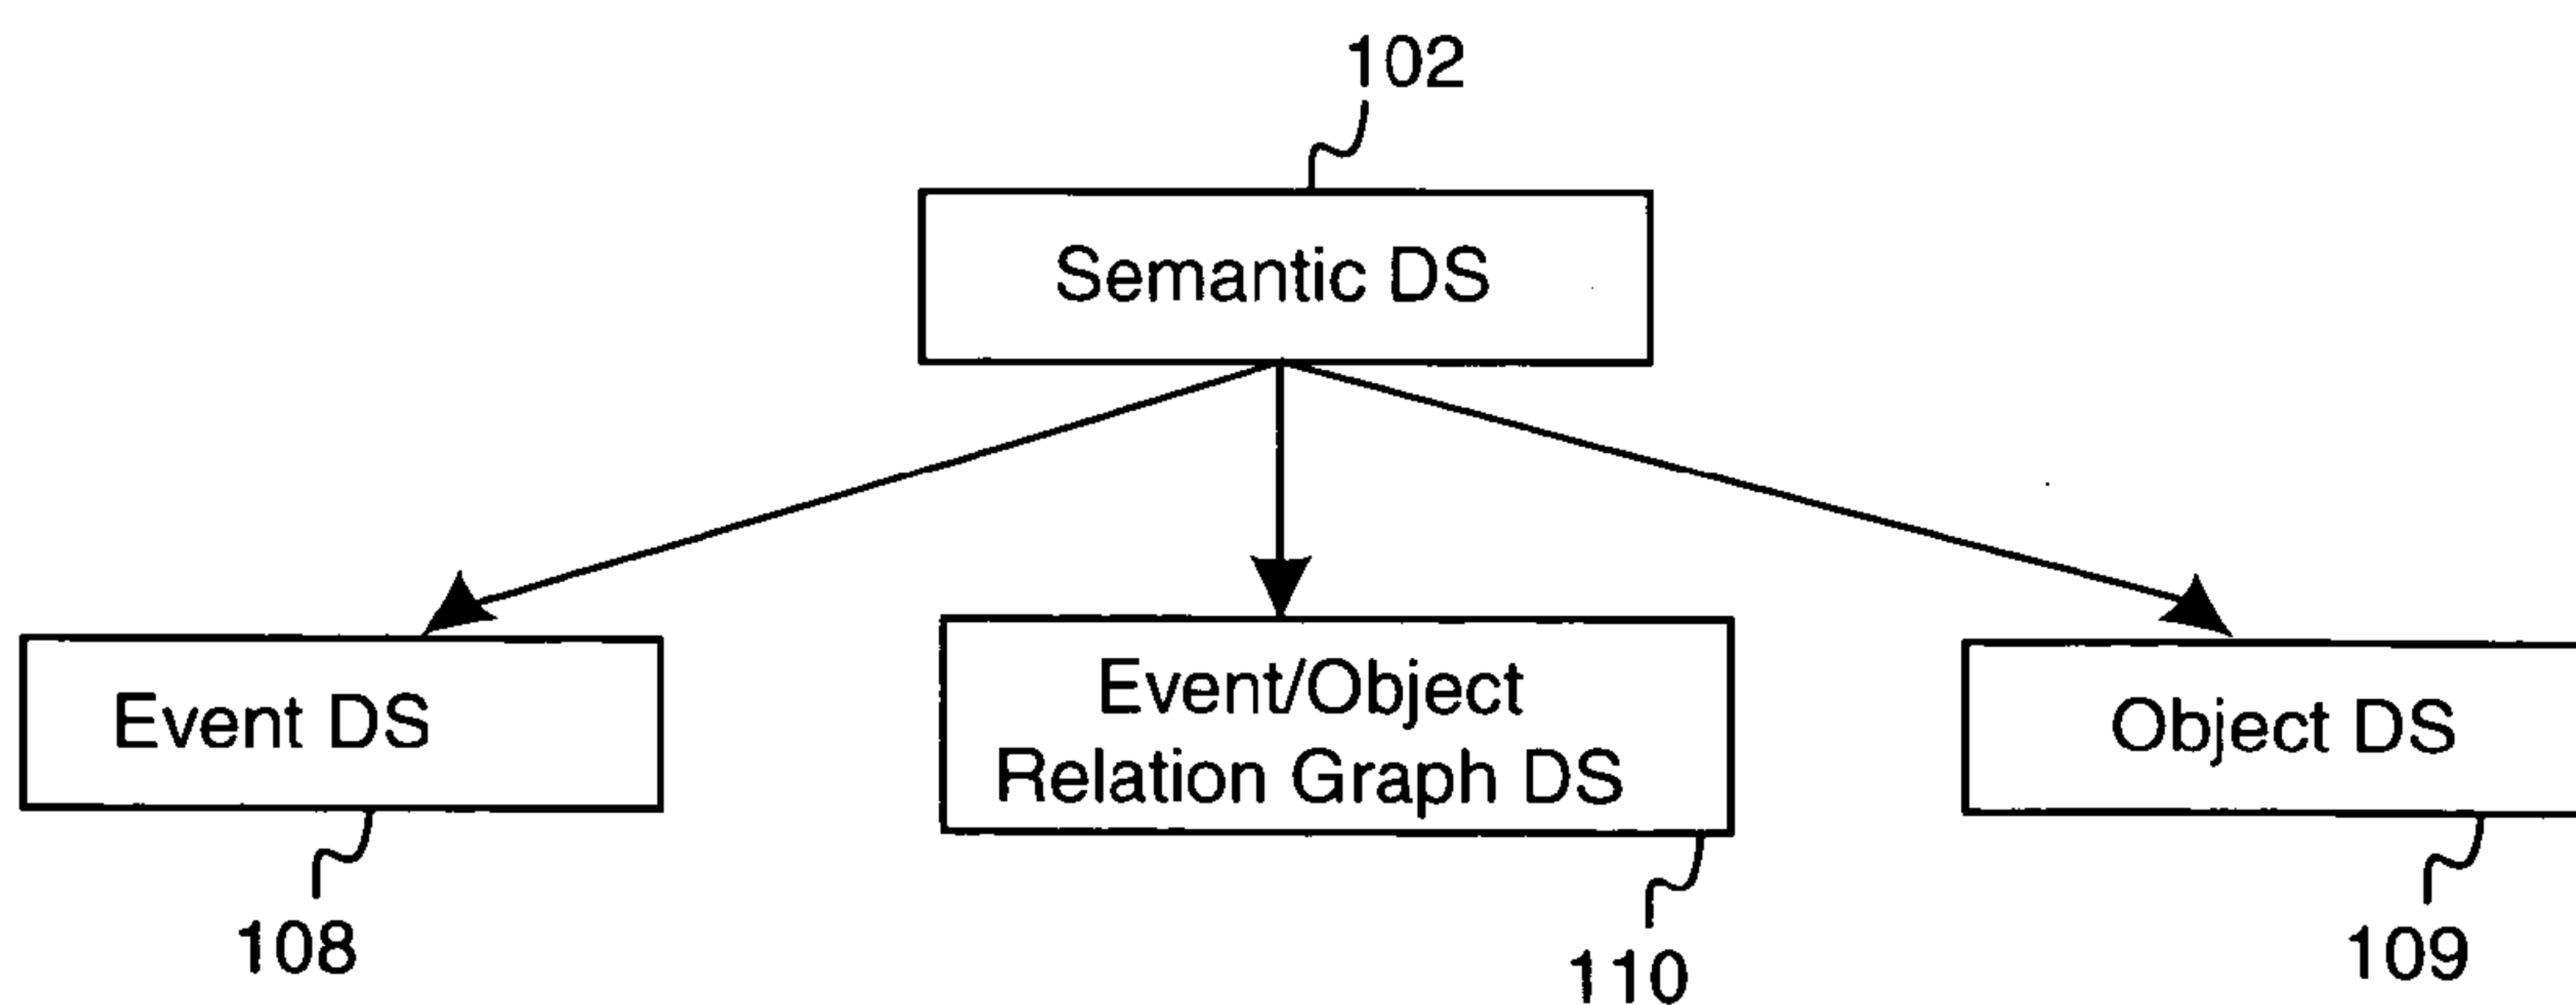 102
Semantic DS
Event DS
Event/Object
Relation Graph DS
Object DS
108
110
109